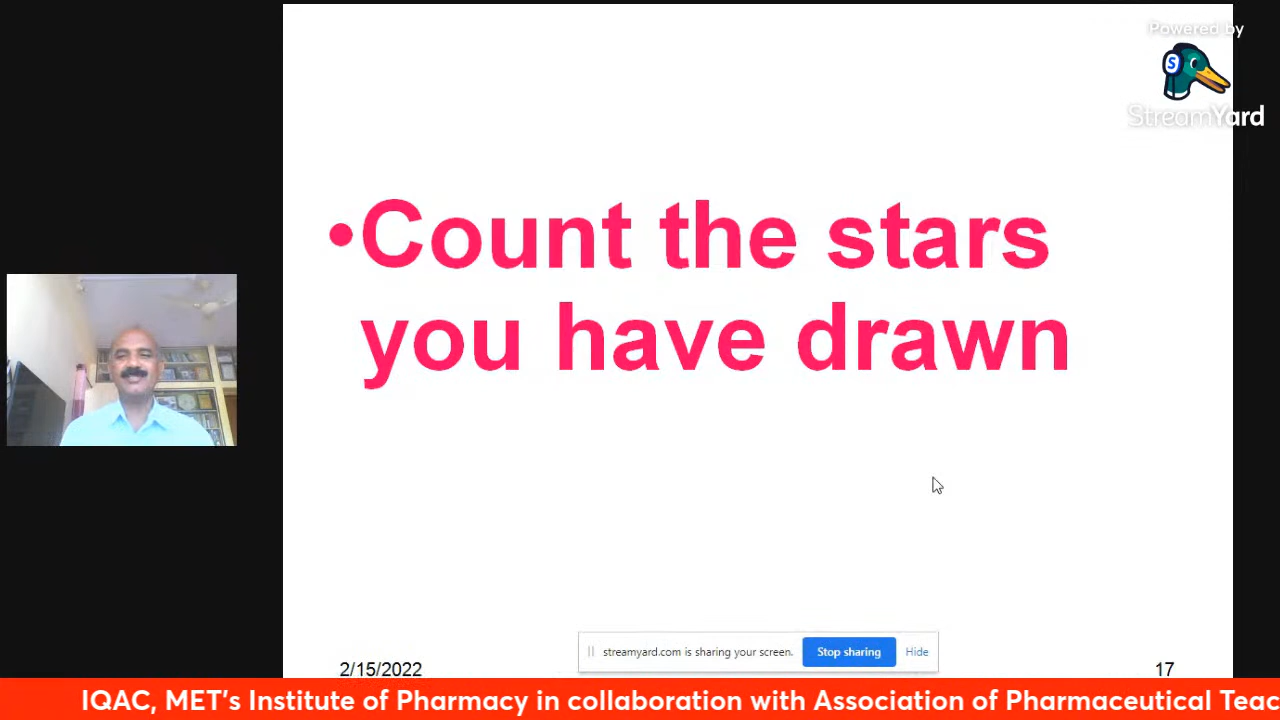 Powered by
StreamYard
•Count the stars
you have drawn
streamyard.com is sharing your screen.
Stop sharing
Hide
2/15/2022
17
IQAC, MET's Institute of Pharmacy in collaboration with Association of Pharmaceutical Teac